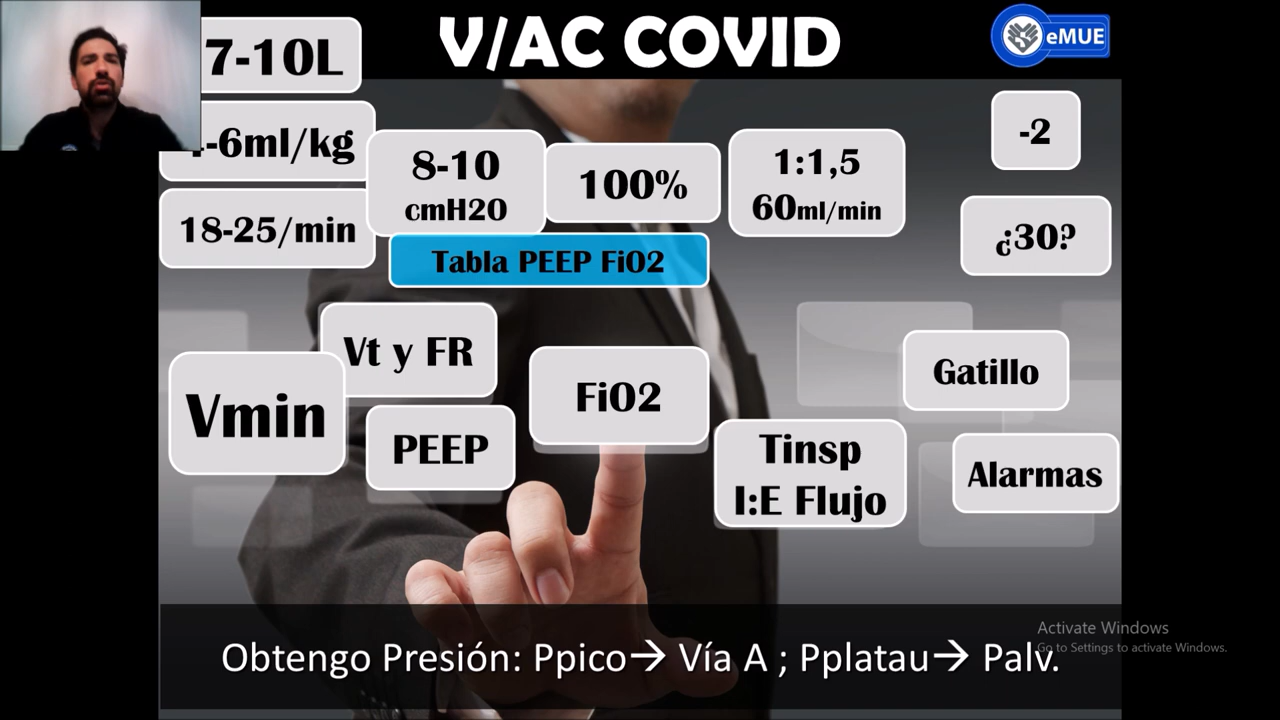 V/AC COVID
eMUE
7-10L
-6ml/kg
18-25/min
8-10
cmH2O
100%
1:1,5
60ml/min
-2
¿30?
Tabla PEEP FiO2
Vt y FR
Vmin
PEEP
FiO2
Gatillo
Tinsp
I:E Flujo
Alarmas
Obtengo Presión: Ppico→ Vía A ; Pplatau→ Palv.
Activate Windows
Go to Settings to activate Windows.